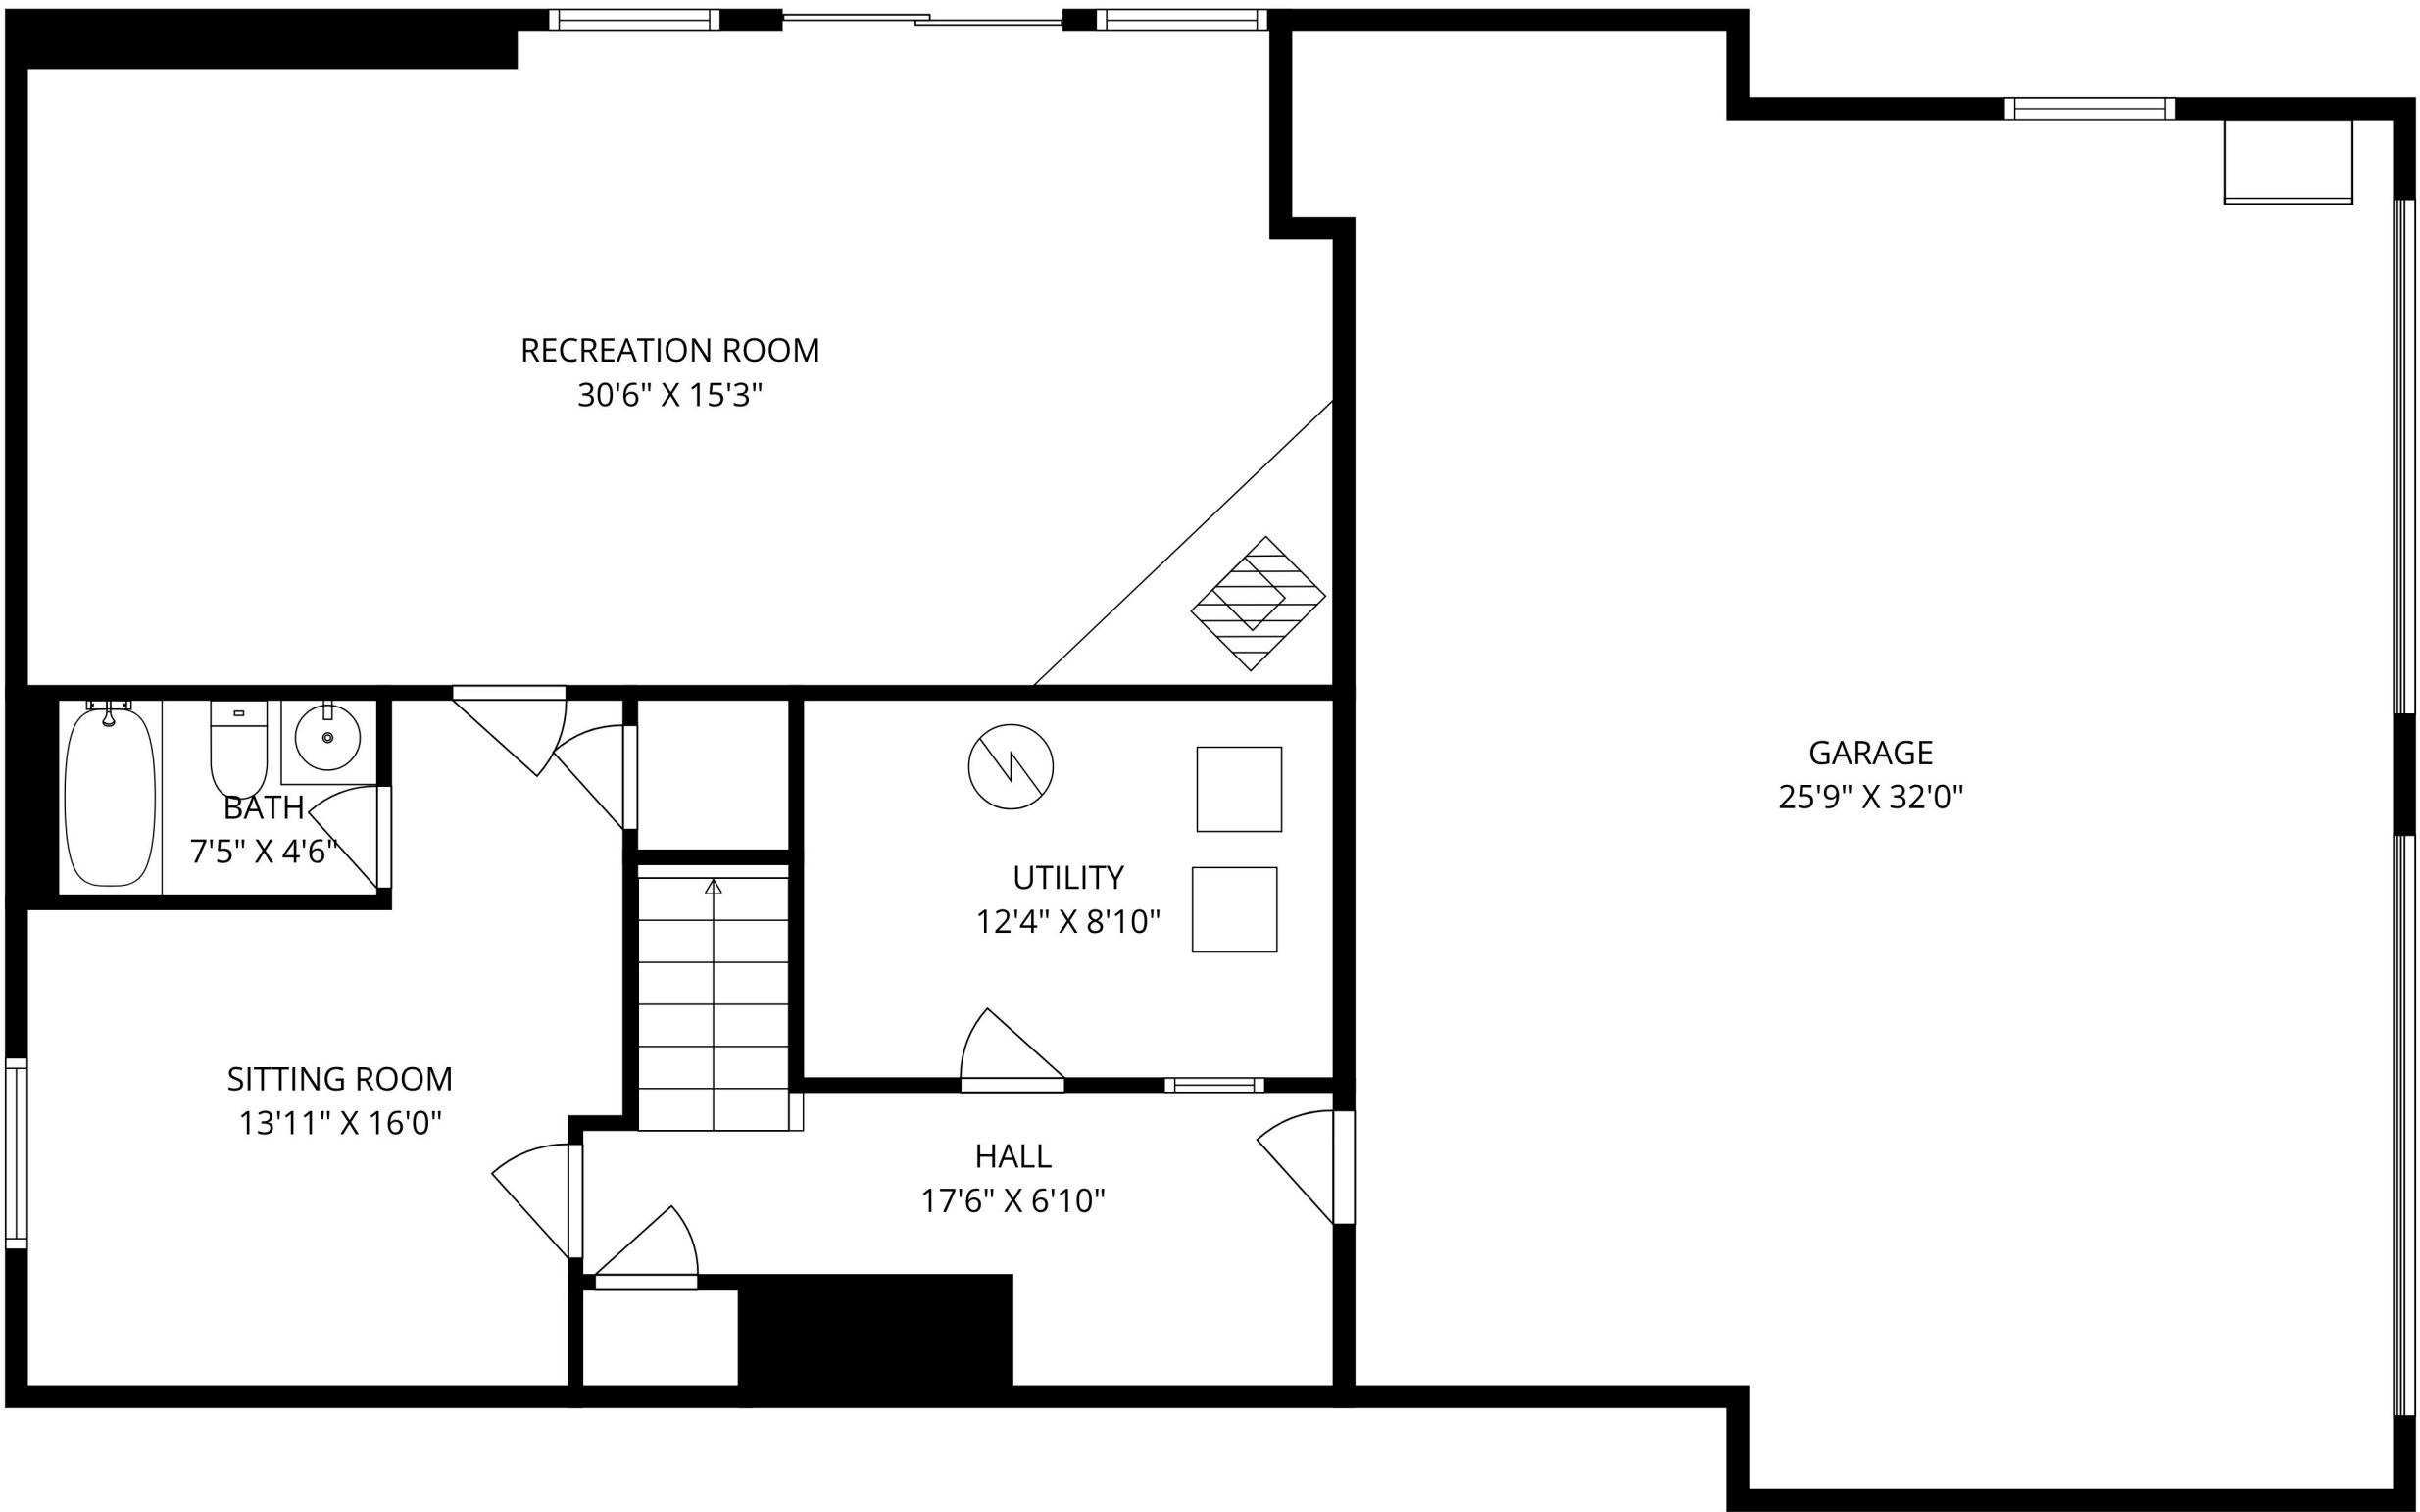 RECREATION ROOM
30'6" X 15'3"
GARAGE
25'9" X 32'0"
BATH
7'5" X 4'6"
UTILITY
12'4" X 8'10"
SITTING ROOM
13'11" X 16'0"
HALL
17'6" X 6'10"